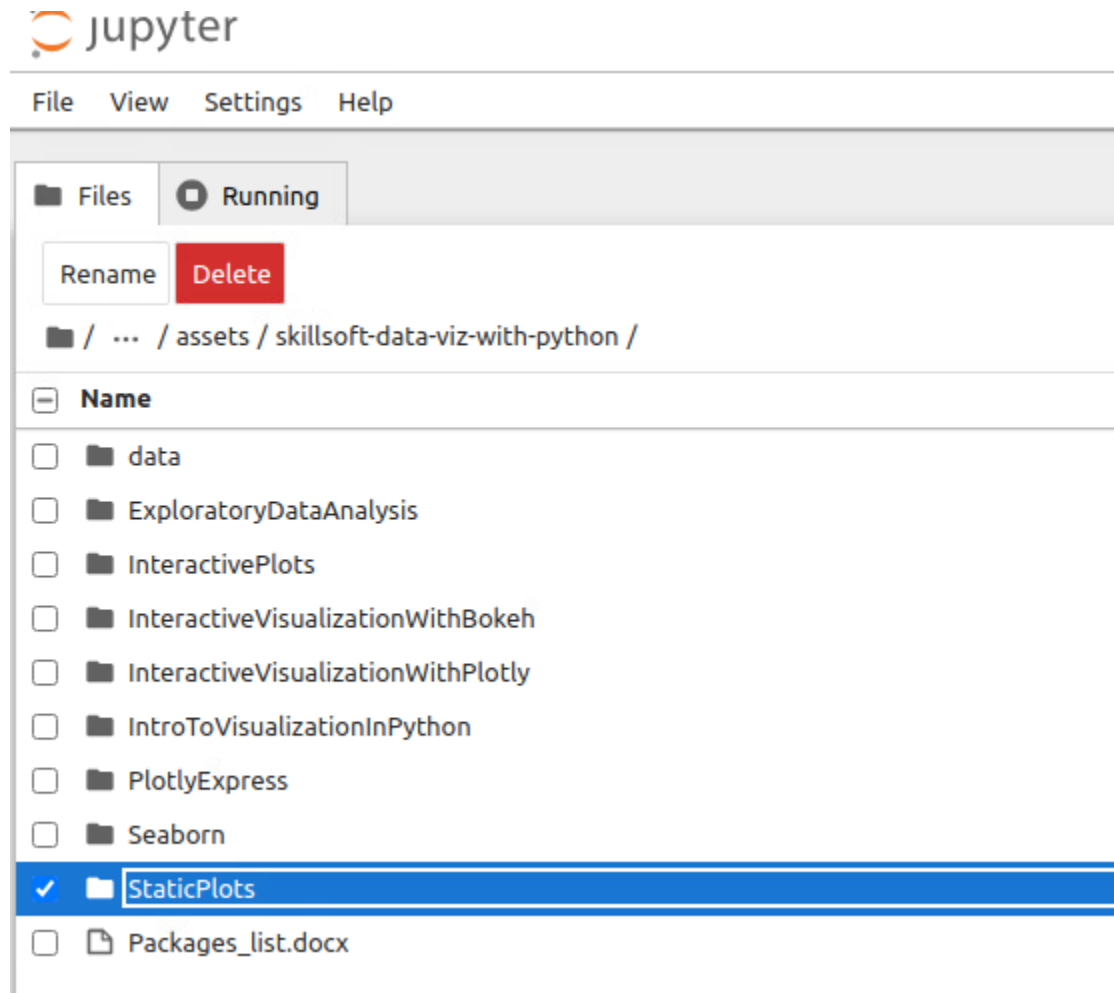 jupyter
File View Settings Help
Files Running
Rename Delete
/ ... / assets / skillsoft-data-viz-with-python /
Name
data
ExploratoryDataAnalysis
InteractivePlots
InteractiveVisualizationWithBokeh
InteractiveVisualizationWithPlotly
IntroToVisualizationInPython
PlotlyExpress
Seaborn
StaticPlots
Packages_list.docx